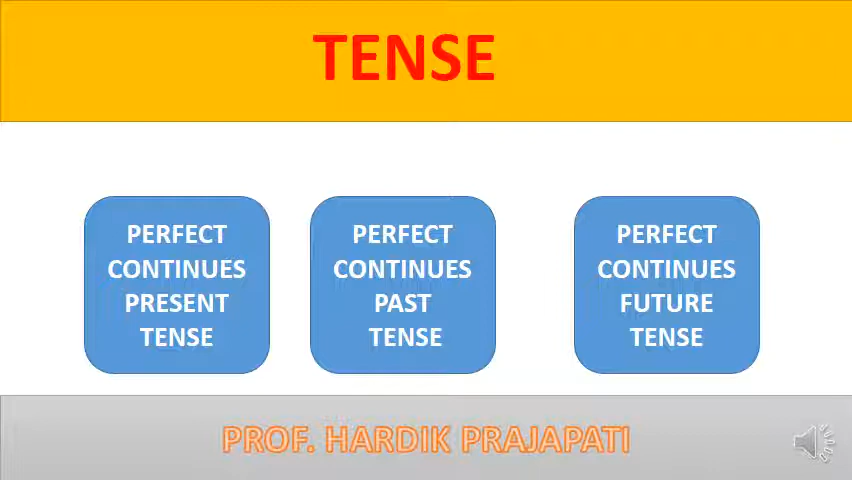 TENSE
PERFECT
CONTINUES
PRESENT
TENSE
PERFECT
CONTINUES
PAST
TENSE
PERFECT
CONTINUES
FUTURE
TENSE
PROF. HARDIK PRAJAPATI